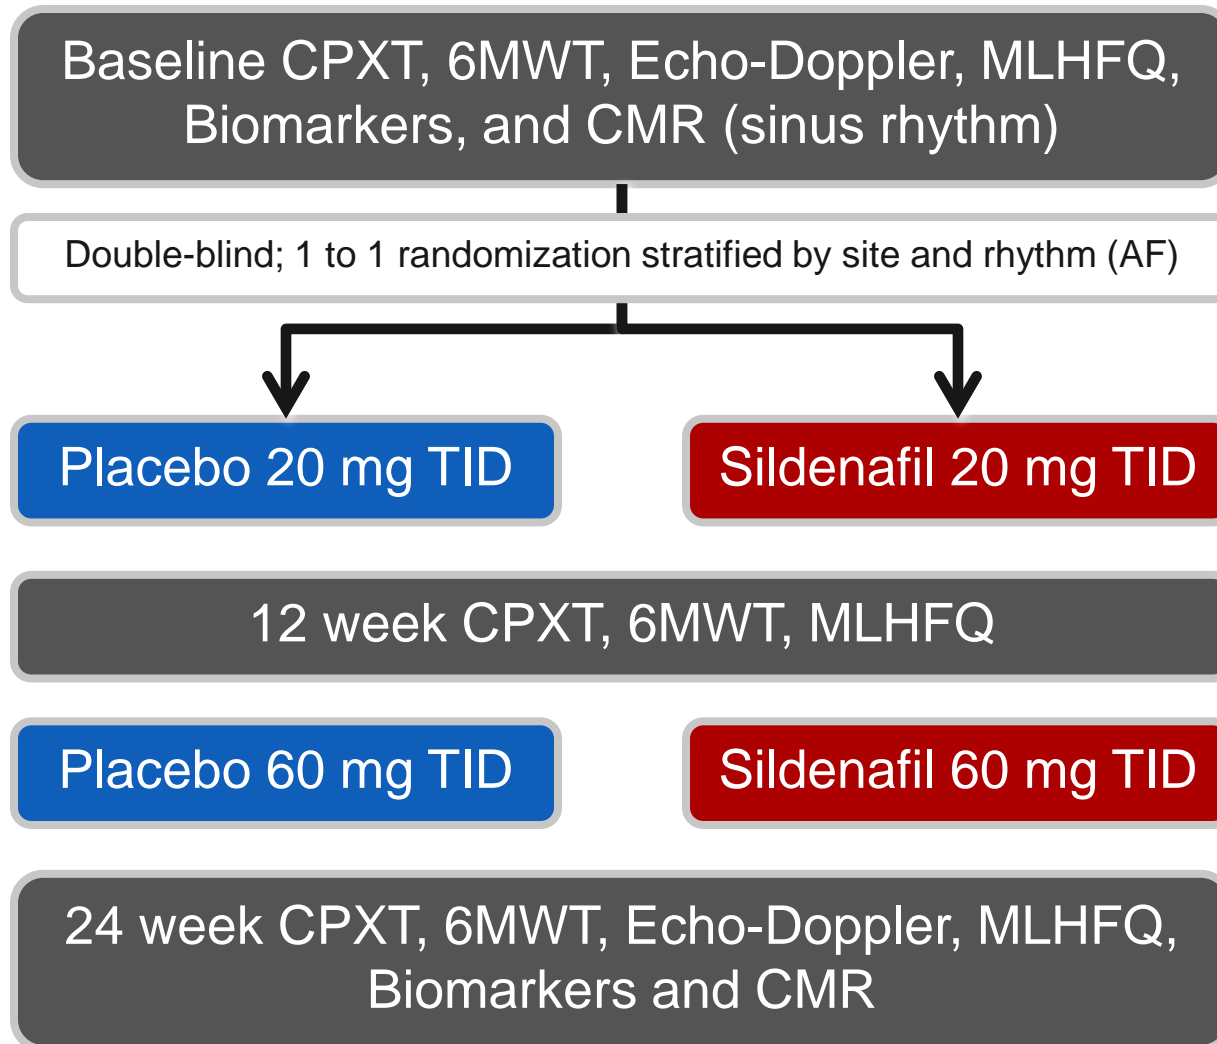 Baseline CPXT, 6MWT, Echo-Doppler, MLHFQ,
Biomarkers, and CMR (sinus rhythm)
Double-blind; 1 to 1 randomization stratified by site and rhythm (AF)
Placebo 20 mg TID
Sildenafil 20 mg TID
12 week CPXT, 6MWT, MLHFQ
Placebo 60 mg TID
Sildenafil 60 mg TID
24 week CPXT, 6MWT, Echo-Doppler, MLHFQ,
Biomarkers and CMR